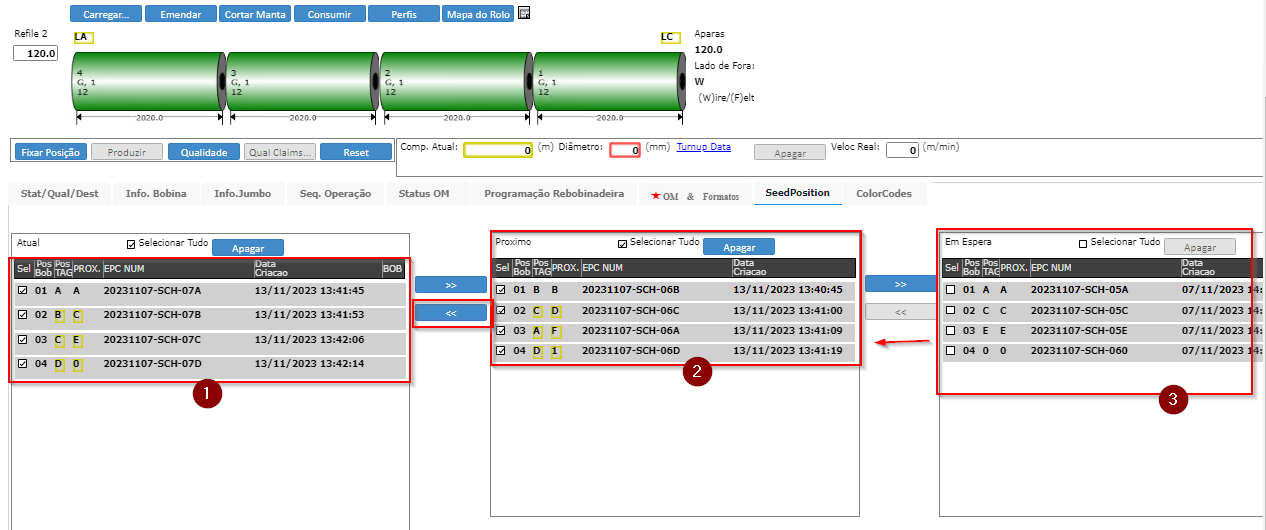 Carregar... Emendar Cortar Manta Consumir Perfis Mapa do Rolo
Refile 2
120.0
LA
LC
Aparas
120.0
Lado de Fora:
W
(W)ire/(F)elt
4 3 2 1
G, 1 G, 1 G, 1 G, 1
12 12 12 12
2020.0 2020.0 2020.0 2020.0
Fixar Posição Produzir Qualidade Qual Claims... Reset
Comp. Atual: 0 (m) Diâmetro: 0 (mm) Turnup Data Apagar Veloc Real: 0 (m/min)
Stat/Qual/Dest Info. Bobina Info.Jumbo Seq. Operação Status OM Programação Rebobinadeira OM & Formatos SeedPosition ColorCodes
Atual Selecionar Tudo Apagar
Sel Pos Bob Pos TAG PROX. EPC NUM Data Criacao BOB
01 A A 20231107-SCH-07A 13/11/2023 13:41:45
02 B C 20231107-SCH-07B 13/11/2023 13:41:53
03 C E 20231107-SCH-07C 13/11/2023 13:42:06
04 D 0 20231107-SCH-07D 13/11/2023 13:42:14
1
>>
<<
Proximo Selecionar Tudo Apagar
Sel Pos Bob Pos TAG PROX. EPC NUM Data Criacao
01 B B 20231107-SCH-06B 13/11/2023 13:40:45
02 C D 20231107-SCH-06C 13/11/2023 13:41:00
03 A F 20231107-SCH-06A 13/11/2023 13:41:09
04 D 1 20231107-SCH-06D 13/11/2023 13:41:19
2
>>
<<
Em Espera Selecionar Tudo Apagar
Sel Pos Bob Pos TAG PROX. EPC NUM Data Criacao
01 A A 20231107-SCH-05A 07/11/2023 14:
02 C C 20231107-SCH-05C 07/11/2023 14:
03 E E 20231107-SCH-05E 07/11/2023 14:
04 0 0 20231107-SCH-060 07/11/2023 14:
3